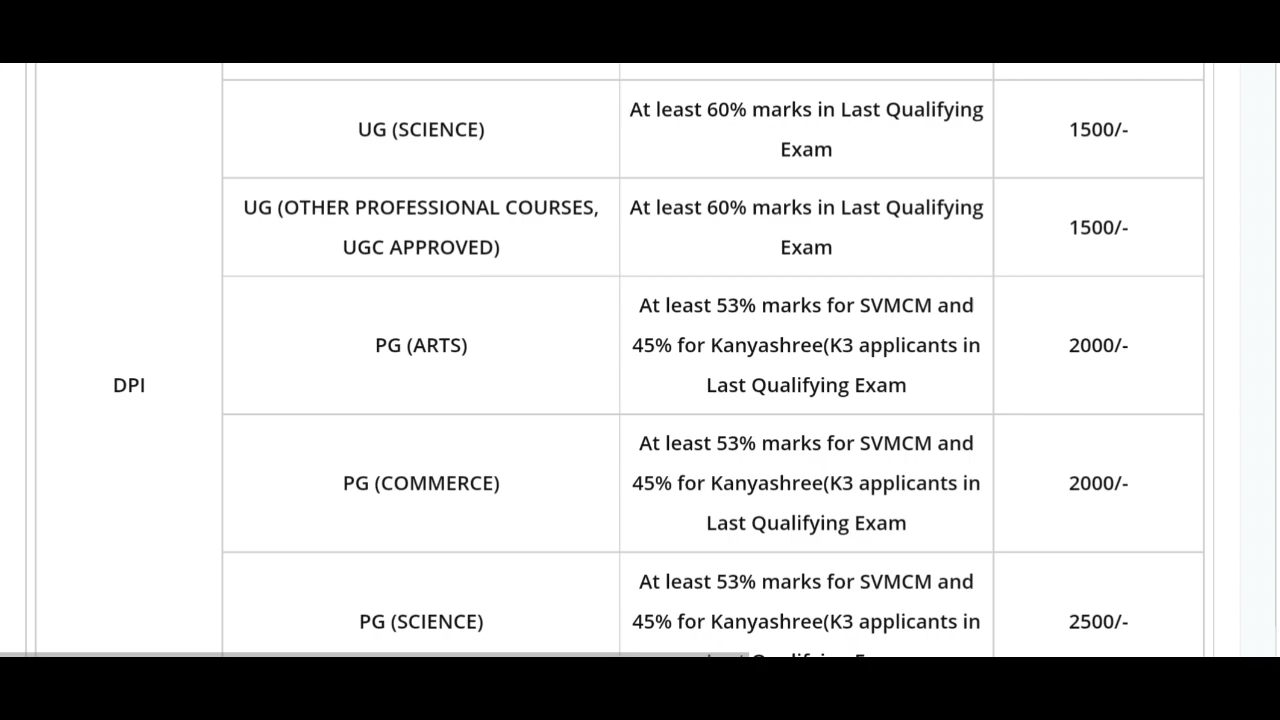 UG (SCIENCE)
At least 60% marks in Last Qualifying
Exam
1500/-
UG (OTHER PROFESSIONAL COURSES,
UGC APPROVED)
At least 60% marks in Last Qualifying
Exam
1500/-
DPI
PG (ARTS)
At least 53% marks for SVMCM and
45% for Kanyashree(K3 applicants in
Last Qualifying Exam
2000/-
PG (COMMERCE)
At least 53% marks for SVMCM and
45% for Kanyashree(K3 applicants in
Last Qualifying Exam
2000/-
PG (SCIENCE)
At least 53% marks for SVMCM and
45% for Kanyashree(K3 applicants in
2500/-